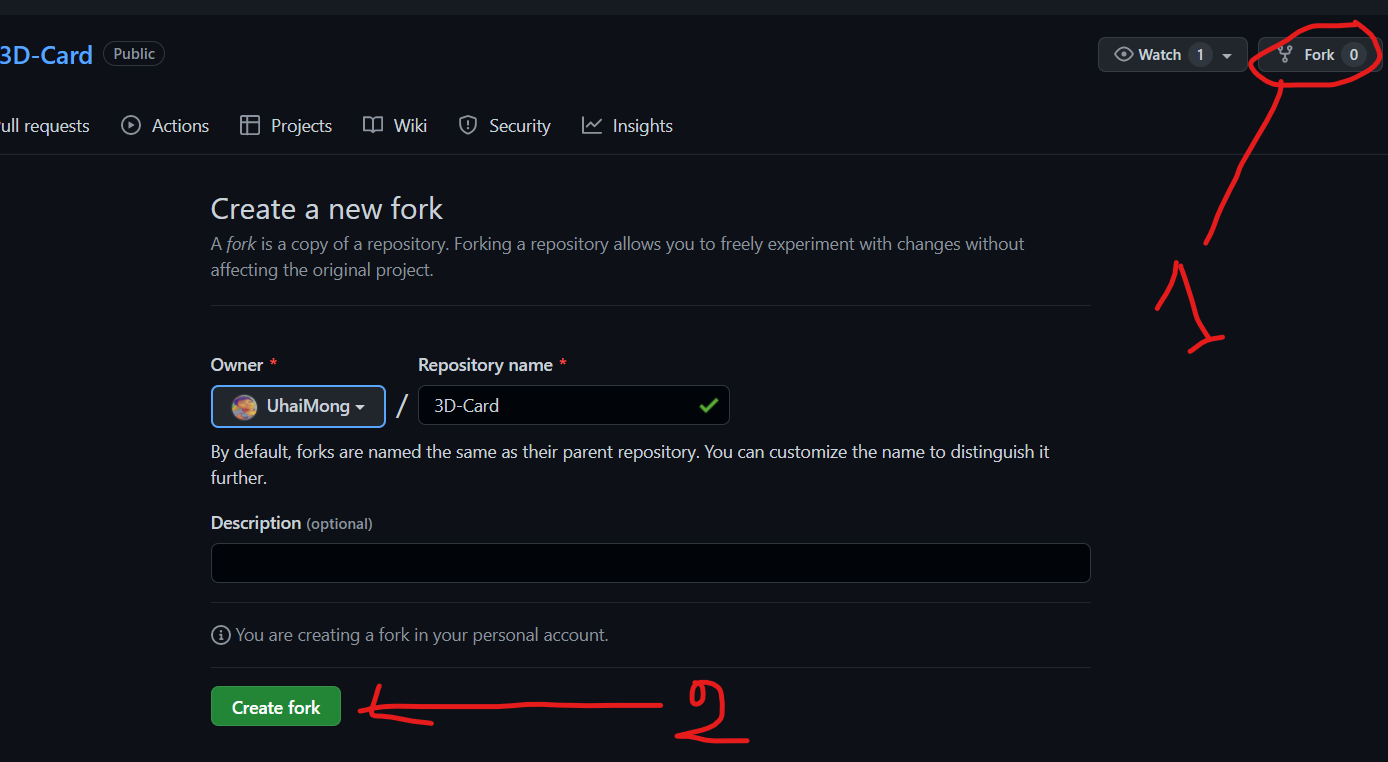 3D-Card Public Watch 1 Fork 0
ull requests Actions Projects Wiki Security Insights
1
Create a new fork
A fork is a copy of a repository. Forking a repository allows you to freely experiment with changes without
affecting the original project.
Owner * Repository name *
UhaiMong / 3D-Card
By default, forks are named the same as their parent repository. You can customize the name to distinguish it
further.
Description (optional)
You are creating a fork in your personal account.
Create fork 2